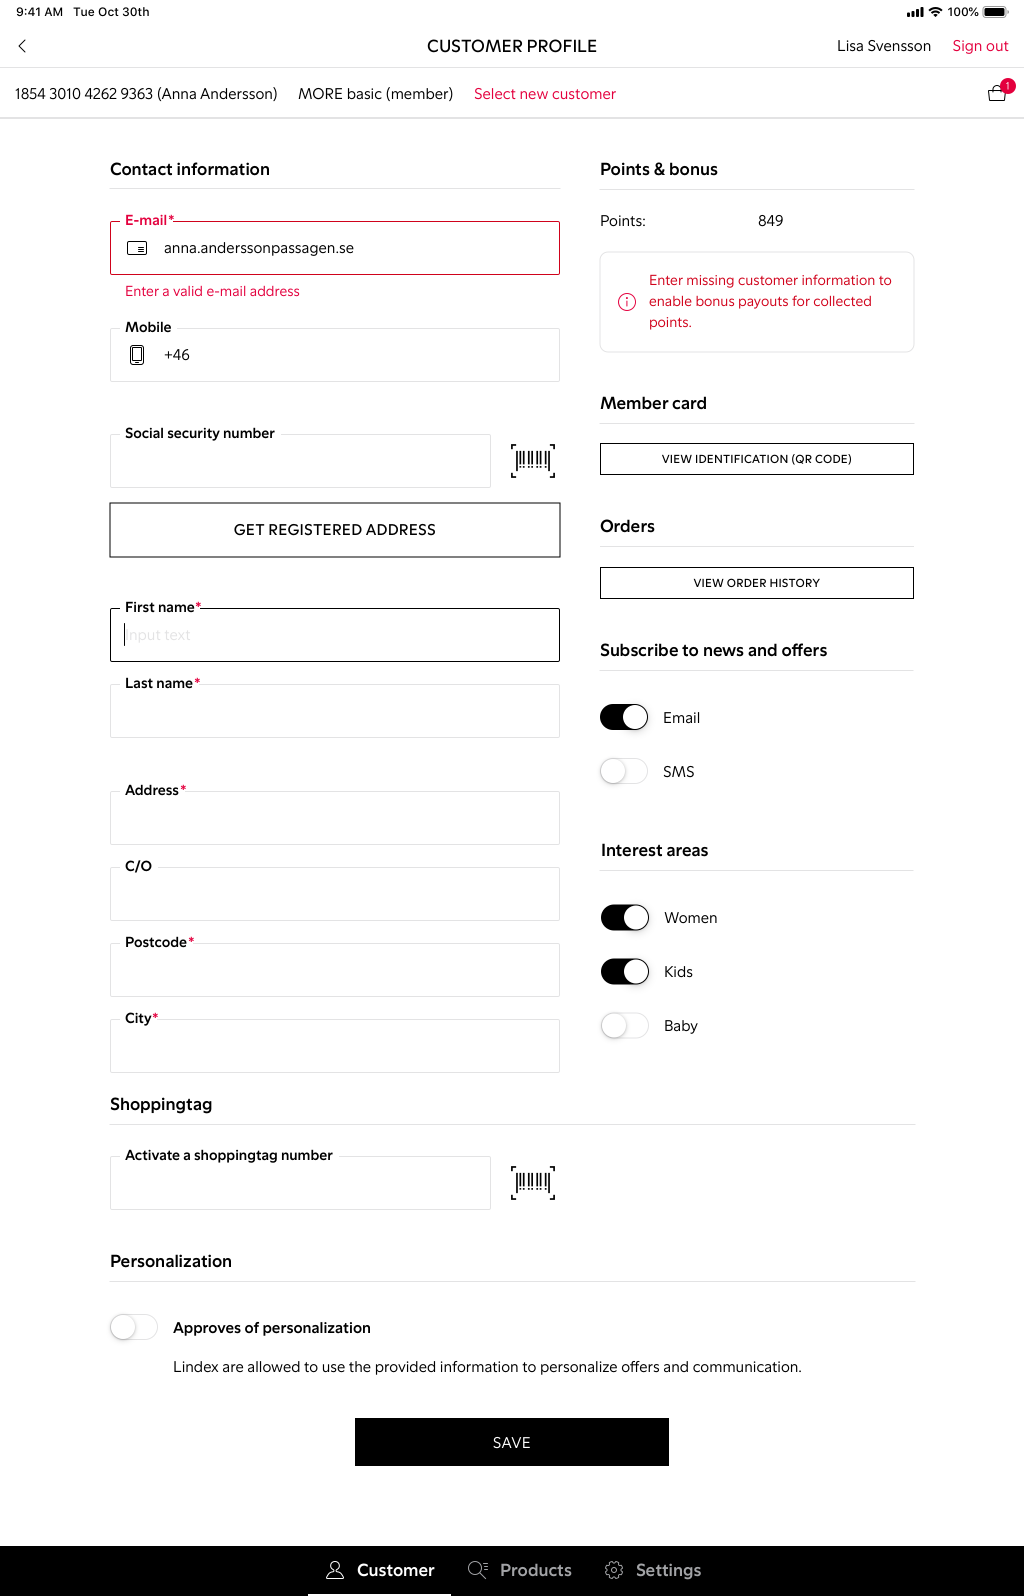 9:41 AM Tue Oct 30th
100%
CUSTOMER PROFILE
Lisa Svensson Sign out
1854 3010 4262 9363 (Anna Andersson) MORE basic (member) Select new customer
1
Contact information
E-mail*
anna.anderssonpassagen.se
Enter a valid e-mail address
Mobile
+46
Social security number
GET REGISTERED ADDRESS
First name*
Input text
Last name*
Address*
C/O
Postcode*
City*
Points & bonus
Points: 849
Enter missing customer information to
enable bonus payouts for collected
points.
Member card
VIEW IDENTIFICATION (QR CODE)
Orders
VIEW ORDER HISTORY
Subscribe to news and offers
Email
SMS
Interest areas
Women
Kids
Baby
Shoppingtag
Activate a shoppingtag number
Personalization
Approves of personalization
Lindex are allowed to use the provided information to personalize offers and communication.
SAVE
Customer Products Settings